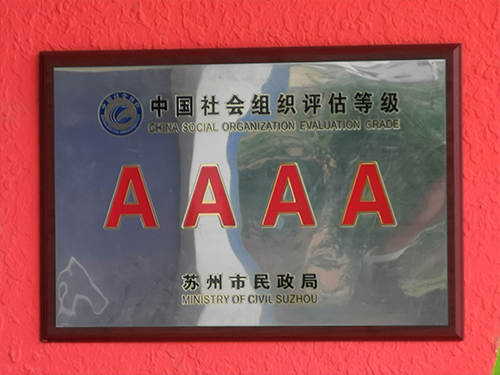 中国社会组织评估等级
CHINA SOCIAL ORGANIZATION EVALUATION GRADE
AAAA
苏州市民政局
MINISTRY OF CIVIL SUZHOU